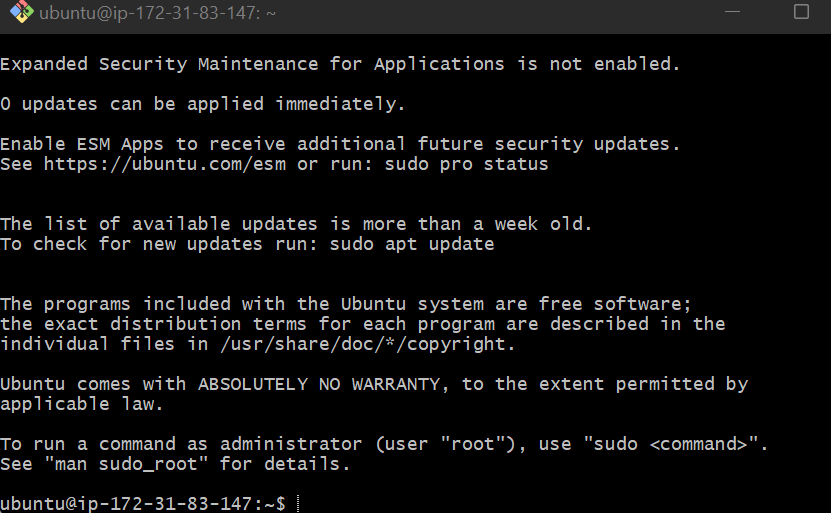 ubuntu@ip-172-31-83-147: ~
Expanded Security Maintenance for Applications is not enabled.
0 updates can be applied immediately.
Enable ESM Apps to receive additional future security updates.
See https://ubuntu.com/esm or run: sudo pro status
The list of available updates is more than a week old.
To check for new updates run: sudo apt update
The programs included with the Ubuntu system are free software;
the exact distribution terms for each program are described in the
individual files in /usr/share/doc/*/copyright.
Ubuntu comes with ABSOLUTELY NO WARRANTY, to the extent permitted by
applicable law.
To run a command as administrator (user "root"), use "sudo <command>".
See "man sudo_root" for details.
ubuntu@ip-172-31-83-147:~$